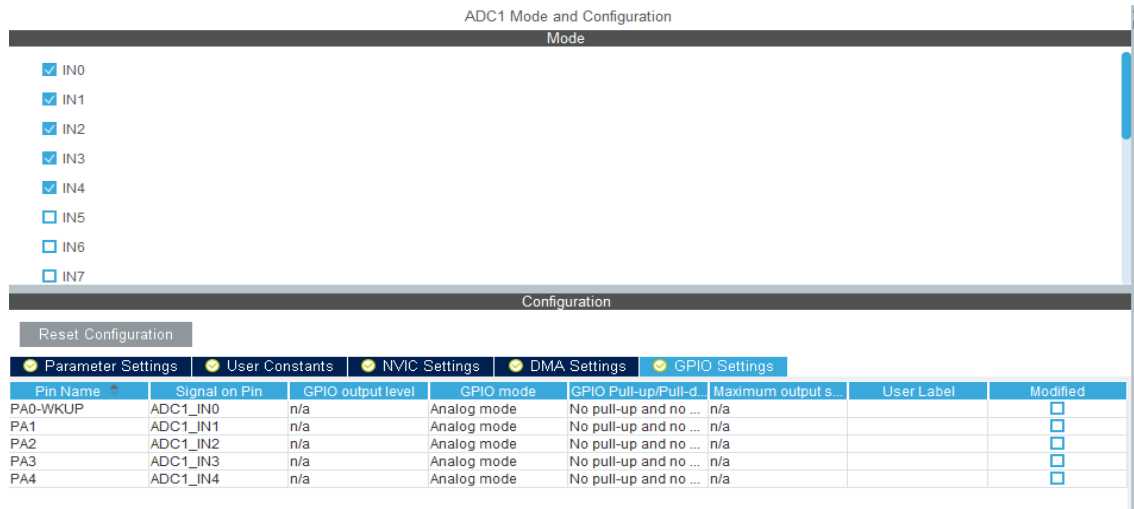 ADC1 Mode and Configuration
Mode
IN0
IN1
IN2
IN3
IN4
IN5
IN6
IN7
Configuration
Reset Configuration
Parameter Settings User Constants NVIC Settings DMA Settings GPIO Settings
Pin Name Signal on Pin GPIO output level GPIO mode GPIO Pull-up/Pull-d... Maximum output s... User Label Modified
PA0-WKUP ADC1_IN0 n/a Analog mode No pull-up and no ... n/a
PA1 ADC1_IN1 n/a Analog mode No pull-up and no ... n/a
PA2 ADC1_IN2 n/a Analog mode No pull-up and no ... n/a
PA3 ADC1_IN3 n/a Analog mode No pull-up and no ... n/a
PA4 ADC1_IN4 n/a Analog mode No pull-up and no ... n/a